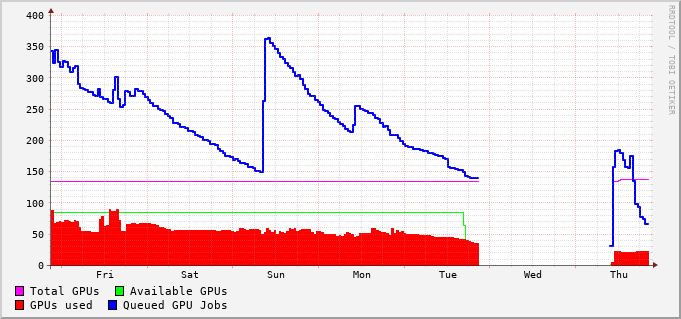 RRDTOOL / TOBI OETIKER
400
350
300
250
200
150
100
50
0
Fri Sat Sun Mon Tue Wed Thu
Total GPUs Available GPUs
GPUs used Queued GPU Jobs